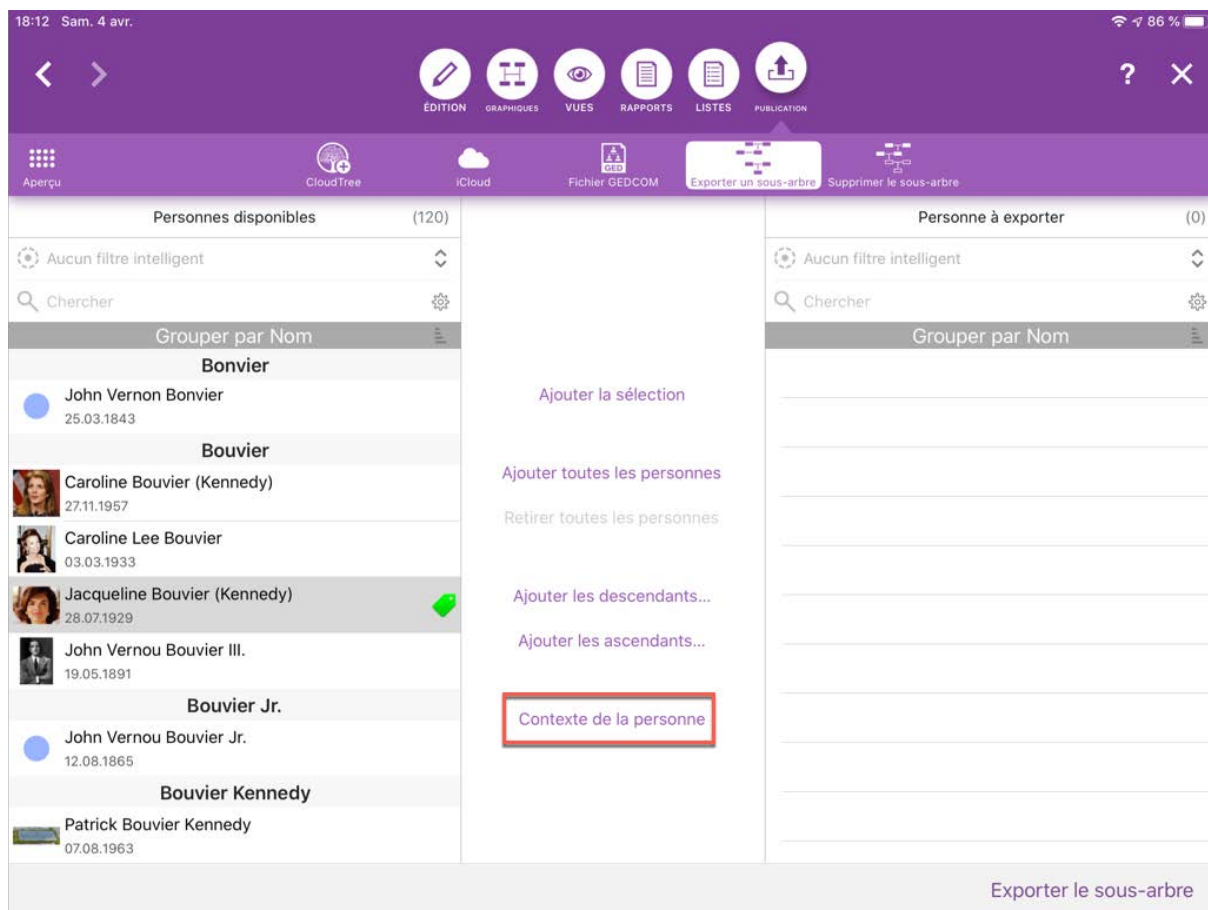 18:12 Sam. 4 avr.
86 %
ÉDITION
GRAPHIQUES
VUES
RAPPORTS
LISTES
PUBLICATION
?
Aperçu
CloudTree
iCloud
GED
Fichier GEDCOM
Exporter un sous-arbre
Supprimer le sous-arbre
Personnes disponibles (120)
Aucun filtre intelligent
Chercher
Grouper par Nom
Bonvier
John Vernon Bonvier
25.03.1843
Bouvier
Caroline Bouvier (Kennedy)
27.11.1957
Caroline Lee Bouvier
03.03.1933
Jacqueline Bouvier (Kennedy)
28.07.1929
John Vernou Bouvier III.
19.05.1891
Bouvier Jr.
John Vernou Bouvier Jr.
12.08.1865
Bouvier Kennedy
Patrick Bouvier Kennedy
07.08.1963
Ajouter la sélection
Ajouter toutes les personnes
Retirer toutes les personnes
Ajouter les descendants...
Ajouter les ascendants...
Contexte de la personne
Personne à exporter (0)
Aucun filtre intelligent
Chercher
Grouper par Nom
Exporter le sous-arbre